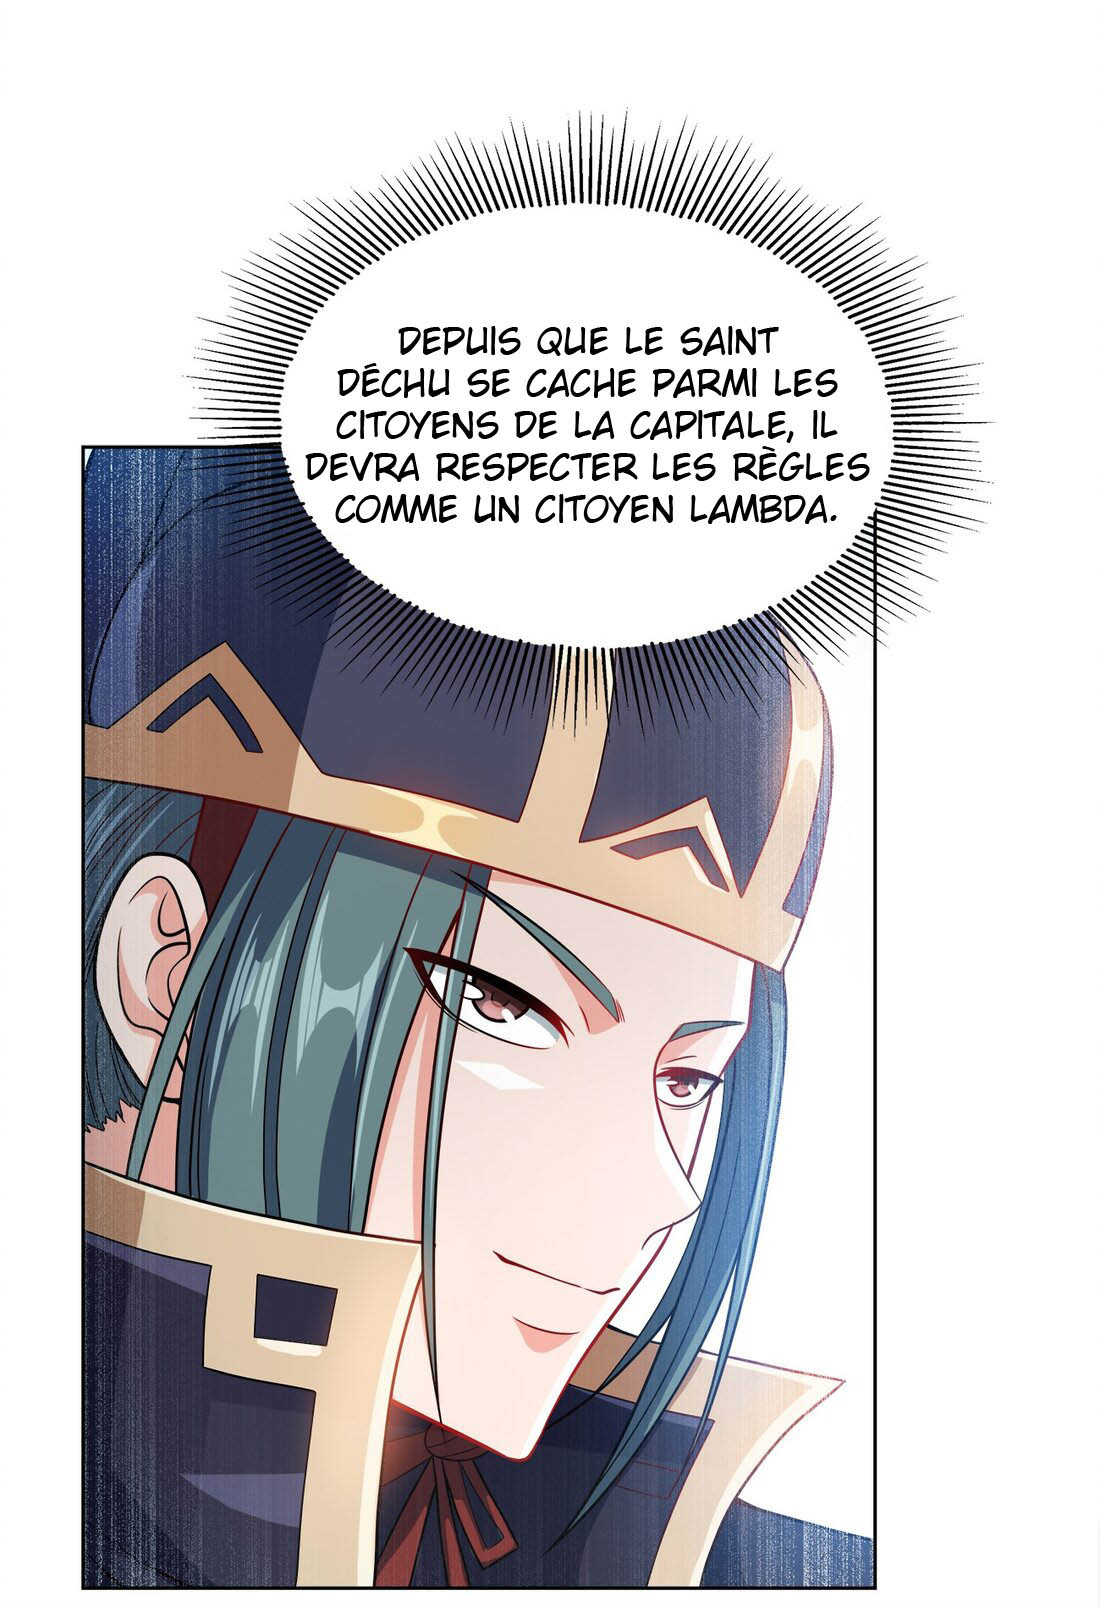 DEPUIS QUE LE SAINT
DÉCHU SE CACHE PARMI LES
CITOYENS DE LA CAPITALE, IL
DEVRA RESPECTER LES RÈGLES
COMME UN CITOYEN LAMBDA.